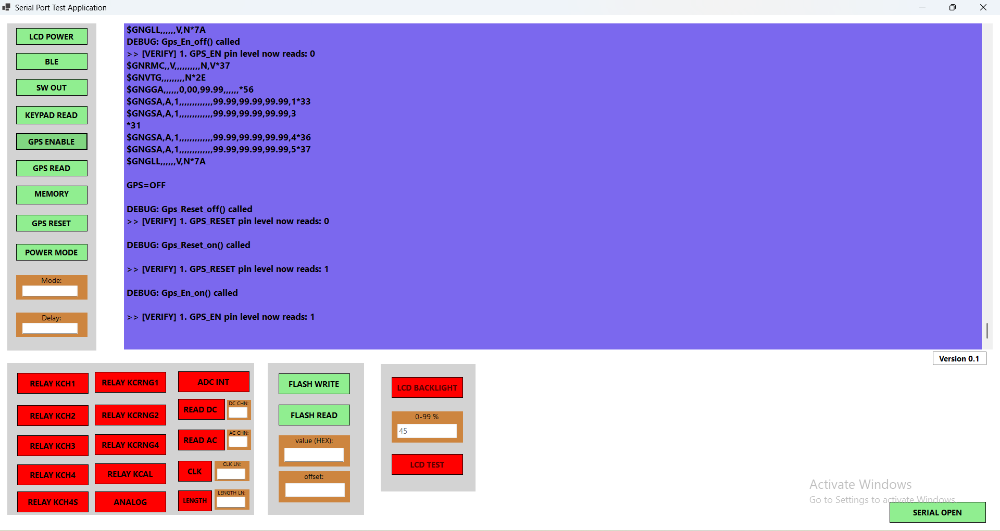 Serial Port Test Application
LCD POWER
BLE
SW OUT
KEYPAD READ
GPS ENABLE
GPS READ
MEMORY
GPS RESET
POWER MODE
Mode:
Delay:
$GNGLL,,,,,,V,N*7A
DEBUG: Gps_En_off() called
>> [VERIFY] 1. GPS_EN pin level now reads: 0
$GNRMC,,V,,,,,,,,,,N,V*37
$GNVTG,,,,,,,,,N*2E
$GNGGA,,,,,,0,00,99.99,,,,,,*56
$GNGSA,A,1,,,,,,,,,,,,,99.99,99.99,99.99,1*33
$GNGSA,A,1,,,,,,,,,,,,,99.99,99.99,99.99,3
*31
$GNGSA,A,1,,,,,,,,,,,,,99.99,99.99,99.99,4*36
$GNGSA,A,1,,,,,,,,,,,,,99.99,99.99,99.99,5*37
$GNGLL,,,,,,V,N*7A
GPS=OFF
DEBUG: Gps_Reset_off() called
>> [VERIFY] 1. GPS_RESET pin level now reads: 0
DEBUG: Gps_Reset_on() called
>> [VERIFY] 1. GPS_RESET pin level now reads: 1
DEBUG: Gps_En_on() called
>> [VERIFY] 1. GPS_EN pin level now reads: 1
Version 0.1
RELAY KCH1
RELAY KCH2
RELAY KCH3
RELAY KCH4
RELAY KCH4S
RELAY KCRNG1
RELAY KCRNG2
RELAY KCRNG4
RELAY KCAL
ANALOG
ADC INT
READ DC
DC CHN:
READ AC
AC CHN:
CLK
CLK LN:
LENGTH
LENGTH LN:
FLASH WRITE
FLASH READ
value (HEX):
offset:
LCD BACKLIGHT
0-99 %
45
LCD TEST
Activate Windows
Go to Settings to activate Windows.
SERIAL OPEN